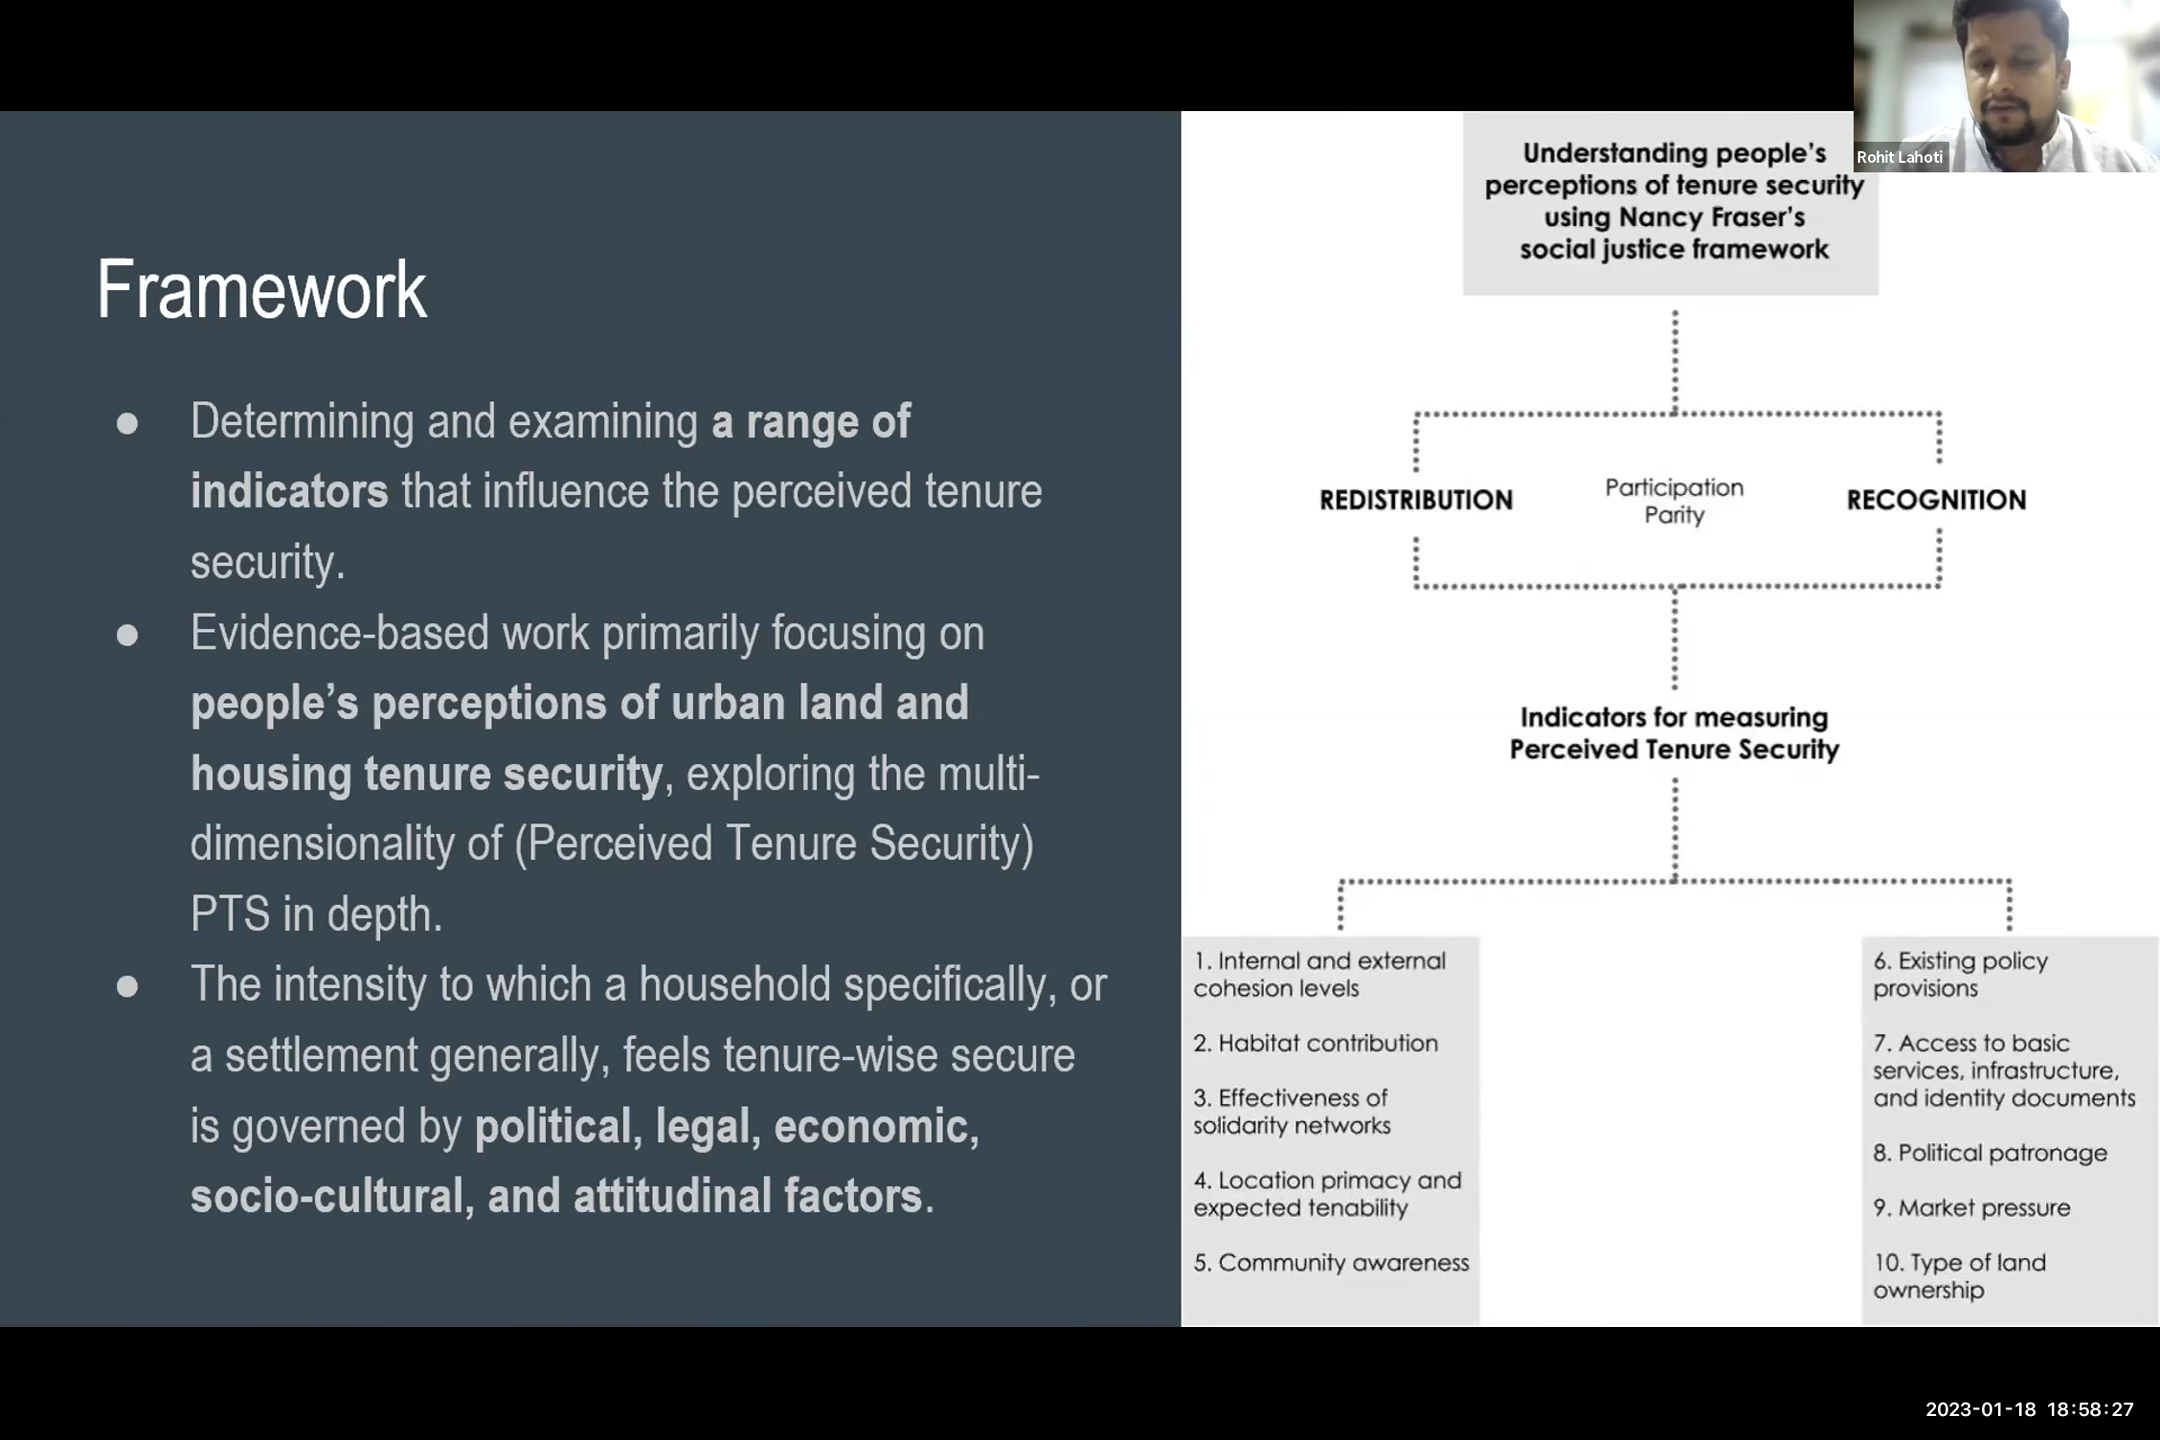 Framework
● Determining and examining a range of
indicators that influence the perceived tenure
security.
● Evidence-based work primarily focusing on
people’s perceptions of urban land and
housing tenure security, exploring the multi-
dimensionality of (Perceived Tenure Security)
PTS in depth.
● The intensity to which a household specifically, or
a settlement generally, feels tenure-wise secure
is governed by political, legal, economic,
socio-cultural, and attitudinal factors.
Understanding people's
perceptions of tenure security
using Nancy Fraser's
social justice framework
REDISTRIBUTION
Participation
Parity
RECOGNITION
Indicators for measuring
Perceived Tenure Security
1. Internal and external
cohesion levels
2. Habitat contribution
3. Effectiveness of
solidarity networks
4. Location primacy and
expected tenability
5. Community awareness
6. Existing policy
provisions
7. Access to basic
services, infrastructure,
and identity documents
8. Political patronage
9. Market pressure
10. Type of land
ownership
Rohit Lahoti
2023-01-18 18:58:27